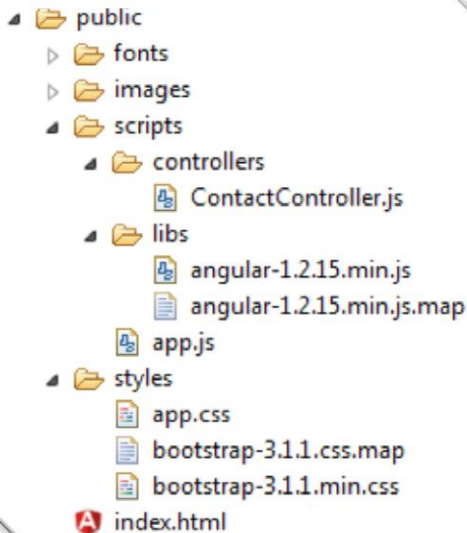 public
fonts
images
scripts
controllers
ContactController.js
libs
angular-1.2.15.min.js
angular-1.2.15.min.js.map
app.js
styles
app.css
bootstrap-3.1.1.css.map
bootstrap-3.1.1.min.css
index.html